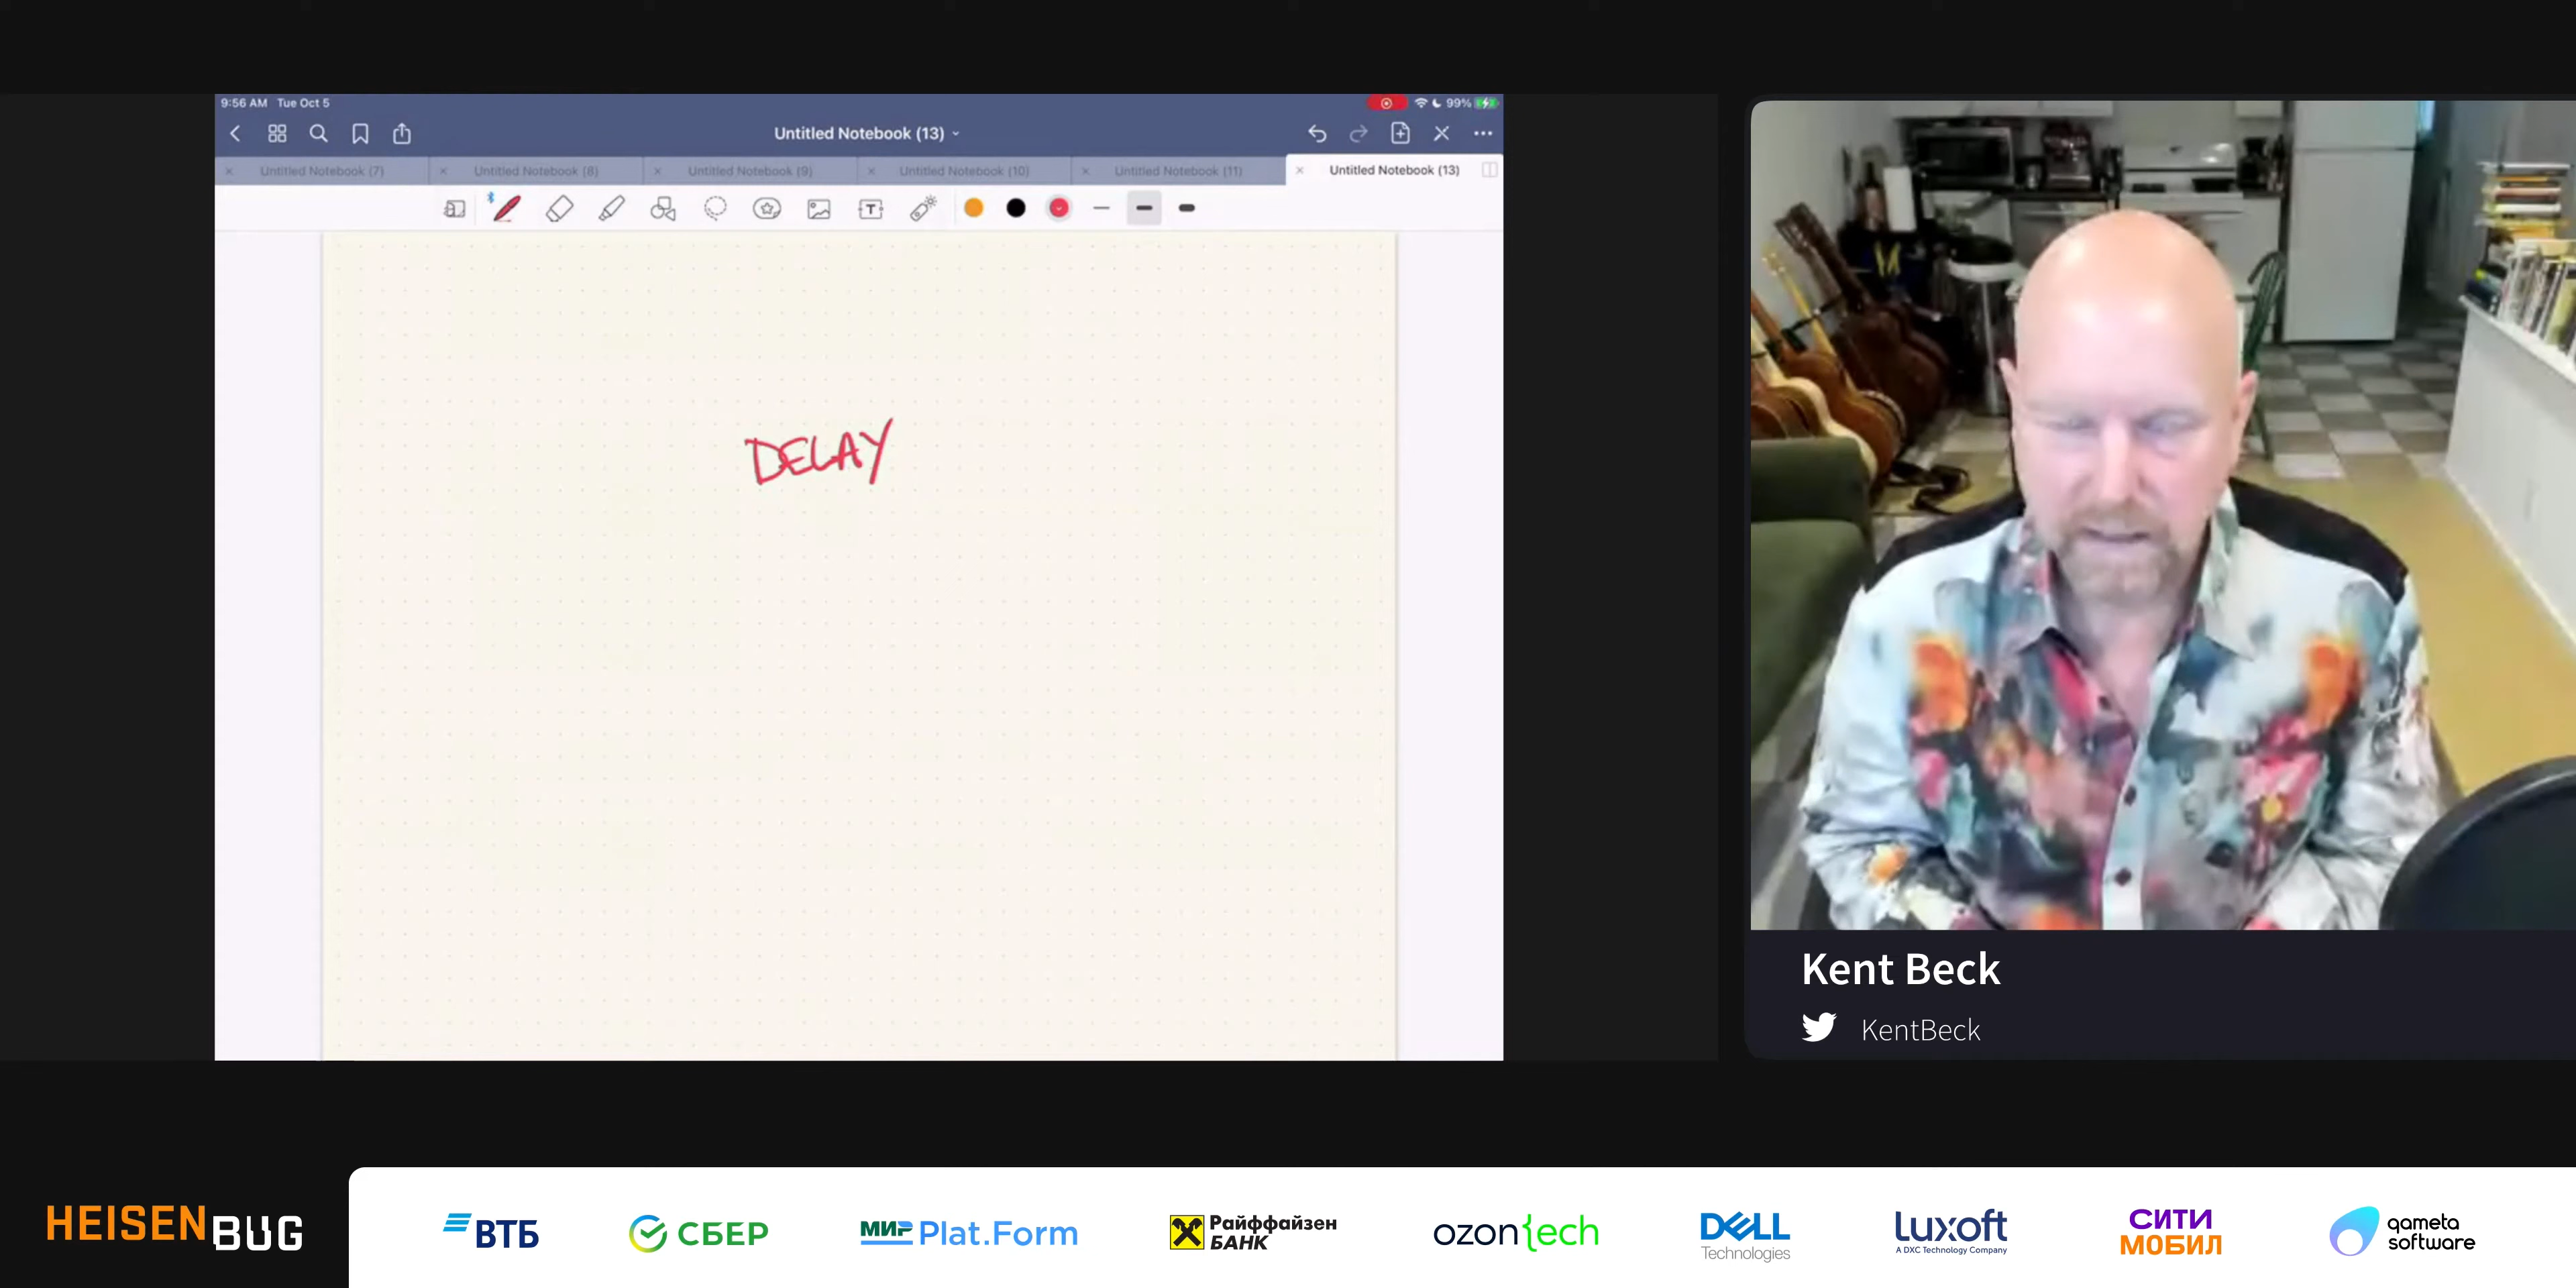 9:56 AM Tue Oct 5
99%
Untitled Notebook (13)
Untitled Notebook (7)
Untitled Notebook (8)
Untitled Notebook (9)
Untitled Notebook (10)
Untitled Notebook (11)
Untitled Notebook (13)
T
DELAY
Kent Beck
KentBeck
HEISENBUG
ВТБ
СБЕР
МИР Plat.Form
Райффайзен
БАНК
ozon{ech
DELL
Technologies
Luxoft
A DXC Technology Company
СИТИ
МОБИЛ
qameta
software